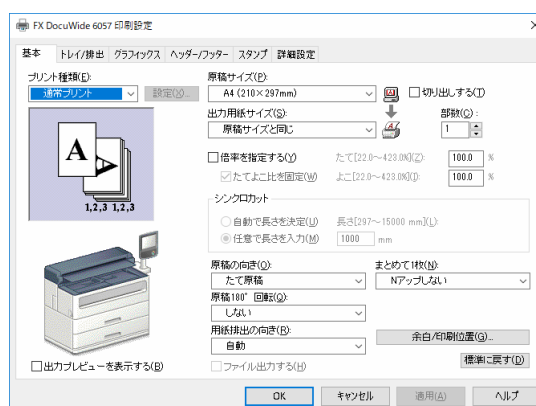 FX DocuWide 6057 印刷設定
基本 トレイ/排出 グラフィックス ヘッダー/フッター スタンプ 詳細設定
プリント種類(E):
通常プリント
設定(X)...
A
A
1,2,3 1,2,3
出力プレビューを表示する(B)
原稿サイズ(P):
A4 (210×297mm)
切り出しする(T)
出力用紙サイズ(S):
原稿サイズと同じ
部数(C):
1
倍率を指定する(Y)
たて[22.0~423.0%](Z): 100.0 %
たてよこ比を固定(W)
よこ[22.0~423.0%](I): 100.0 %
シンクロカット
自動で長さを決定(U)
長さ[297~15000 mm](L):
任意で長さを入力(M)
1000 mm
原稿の向き(O):
たて原稿
まとめて1枚(N):
Nアップしない
原稿180° 回転(Q):
しない
用紙排出の向き(R):
自動
余白/印刷位置(G)...
ファイル出力する(H)
標準に戻す(D)
OK キャンセル 適用(A) ヘルプ